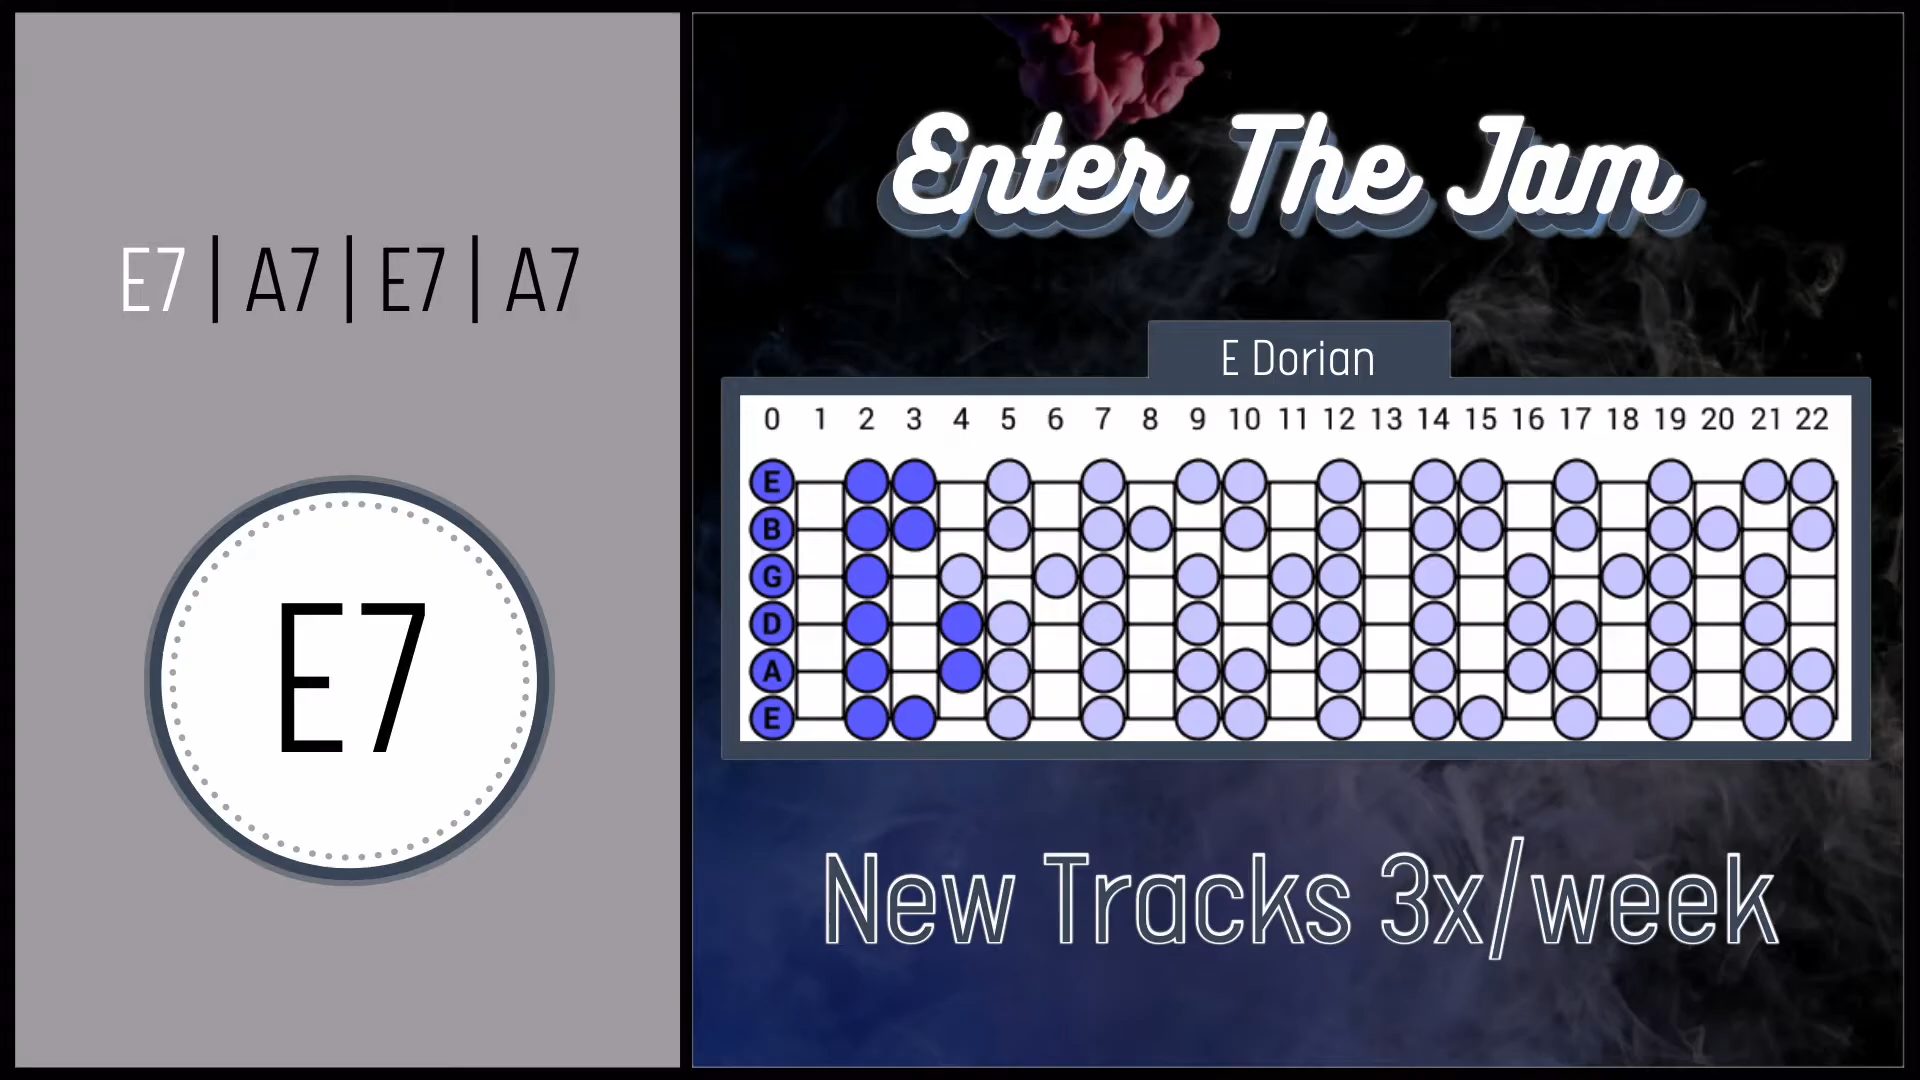 E7 | A7 | E7 | A7
E7
Enter The Jam
E Dorian
0 1 2 3 4 5 6 7 8 9 10 11 12 13 14 15 16 17 18 19 20 21 22
E
B
G
D
A
E
New Tracks 3x/week